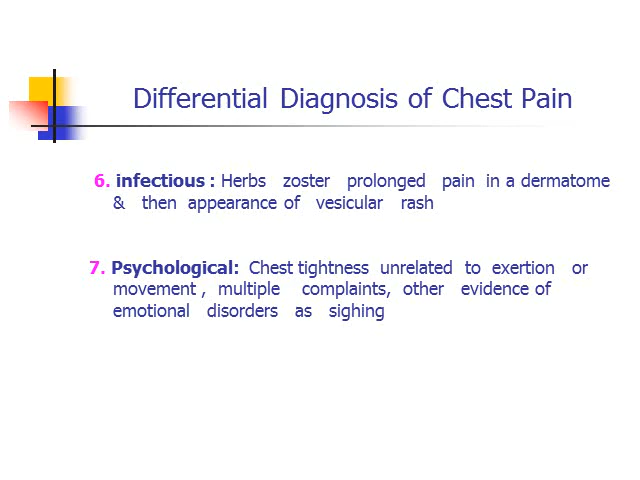 Differential Diagnosis of Chest Pain
6. infectious : Herbs zoster prolonged pain in a dermatome
& then appearance of vesicular rash
7. Psychological: Chest tightness unrelated to exertion or
movement , multiple complaints, other evidence of
emotional disorders as sighing